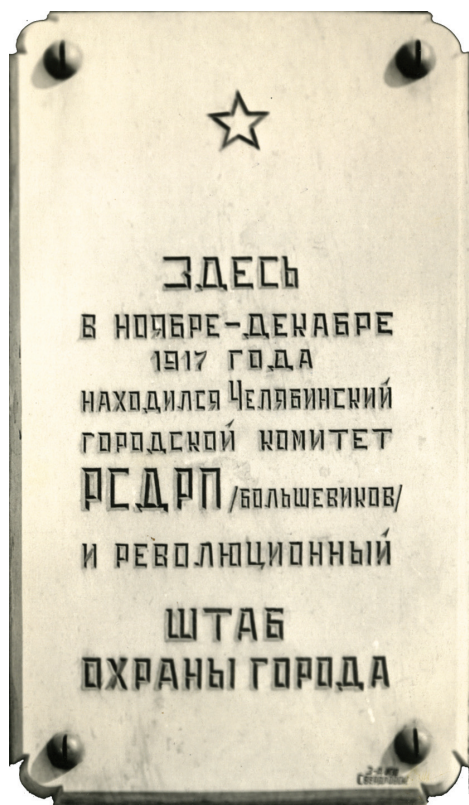 ЗДЕСЬ
В НОЯБРЕ-ДЕКАБРЕ
1917 ГОДА
НАХОДИЛСЯ ЧЕЛЯБИНСКИЙ
ГОРОДСКОЙ КОМИТЕТ
РСДРП /БОЛЬШЕВИКОВ/
И РЕВОЛЮЦИОННЫЙ
ШТАБ
ОХРАНЫ ГОРОДА